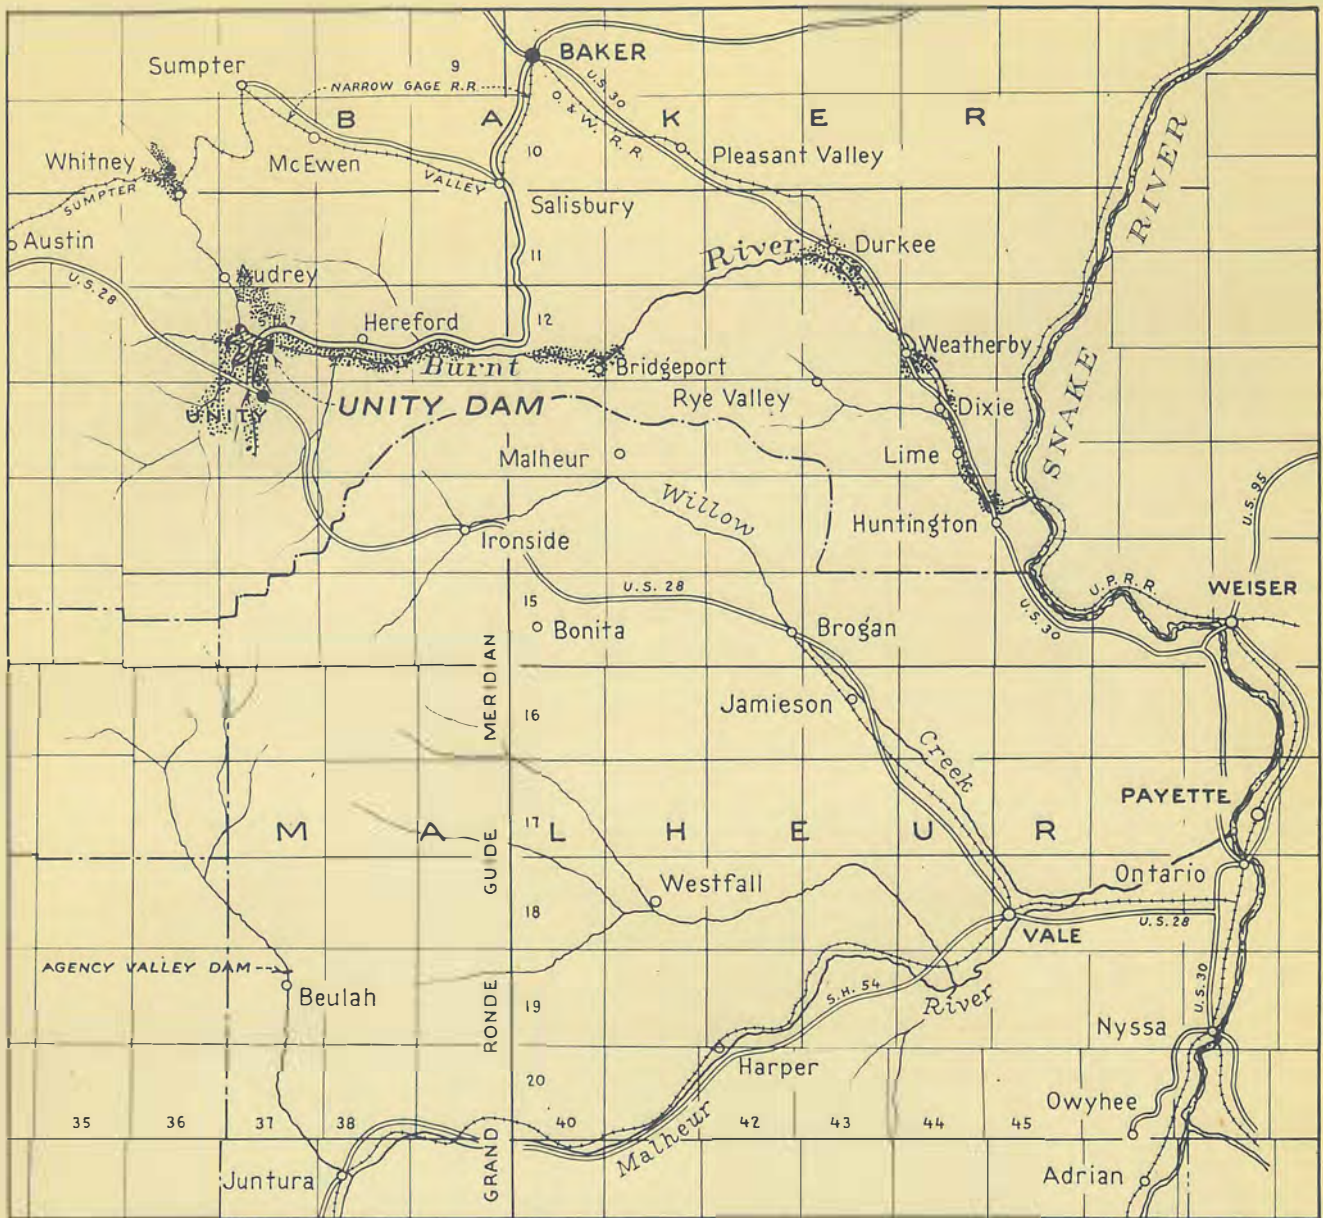 BAKER
Sumpter
9
NARROW GAGE R.R.
U.S. 30
O. & W. R. R
B A K E R
McEwen
10
Pleasant Valley
Whitney
VALLEY
SUMPTER
Salisbury
RIVER
Austin
11
River
Durkee
U.S. 28
Audrey
S.H. 7
Hereford
12
Weatherby
Burnt
Bridgeport
Rye Valley
UNITY
UNITY DAM
Dixie
SNAKE
Malheur
Lime
Willow
U.S. 95
Huntington
Ironside
U.S. 28
U.P.R.R.
WEISER
15
Bonita
Brogan
U.S. 30
MERIDIAN
Jamieson
16
Creek
PAYETTE
M A L H E U R
17
GUIDE
Westfall
Ontario
18
VALE
U.S. 28
AGENCY VALLEY DAM
Beulah
S.H. 54
River
U.S. 30
RONDE
19
Nyssa
Harper
20
Owyhee
35 36 37 38 40 42 43 44 45
Malheur
Juntura
GRAND
Adrian